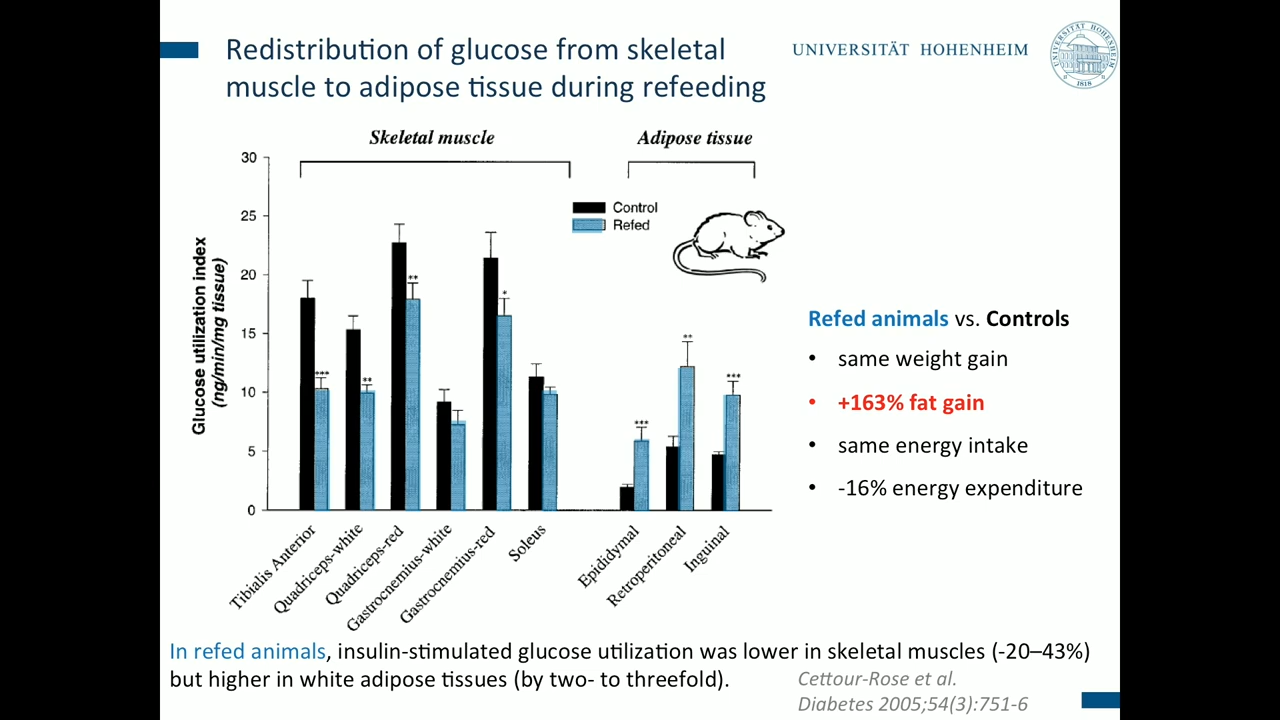 Redistribution of glucose from skeletal
muscle to adipose tissue during refeeding
UNIVERSITÄT HOHENHEIM
UNIVERSITÄT HOHENHEIM
1818
Skeletal muscle
Adipose tissue
Control
Refed
Glucose utilization index
(ng/min/mg tissue)
30
25
20
15
10
5
0
***
**
**
*
***
**
***
Tibialis Anterior
Quadriceps-white
Quadriceps-red
Gastrocnemius-white
Gastrocnemius-red
Soleus
Epididymal
Retroperitoneal
Inguinal
Refed animals vs. Controls
• same weight gain
• +163% fat gain
• same energy intake
• -16% energy expenditure
In refed animals, insulin-stimulated glucose utilization was lower in skeletal muscles (-20–43%)
but higher in white adipose tissues (by two- to threefold).
Cettour-Rose et al.
Diabetes 2005;54(3):751-6